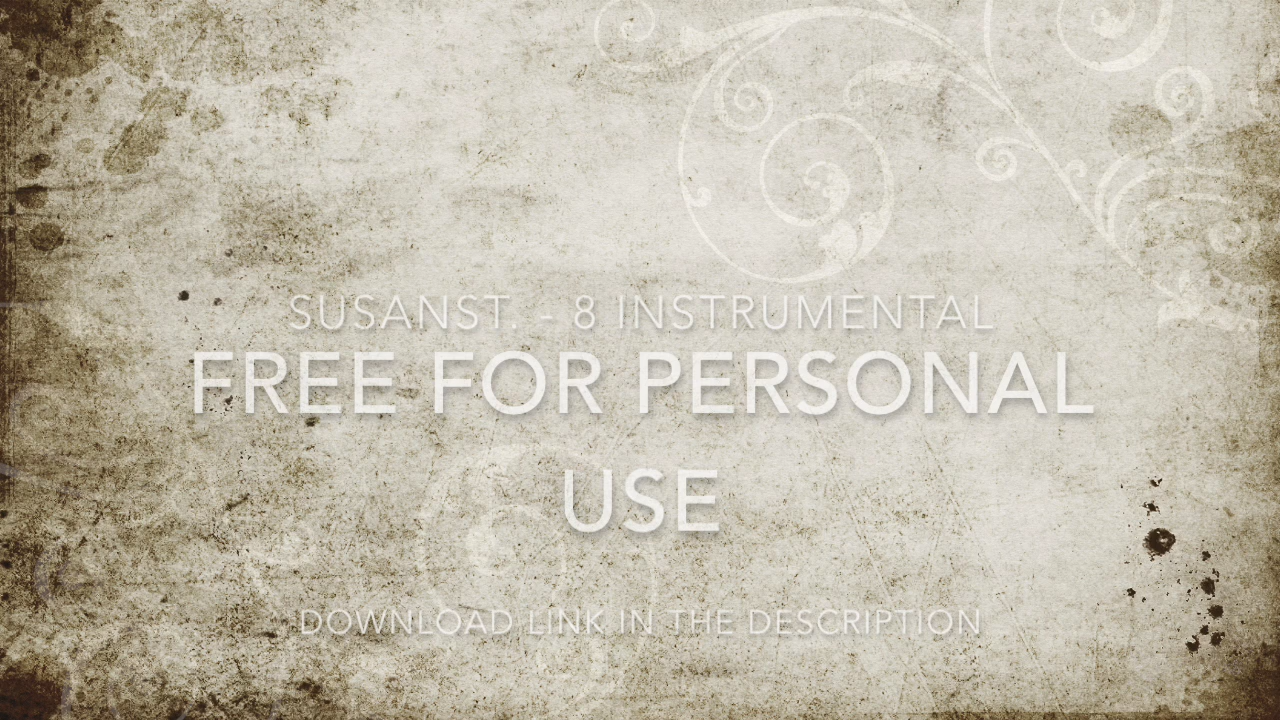 SUSANST. - 8 INSTRUMENTAL
FREE FOR PERSONAL
USE
DOWNLOAD LINK IN THE DESCRIPTION